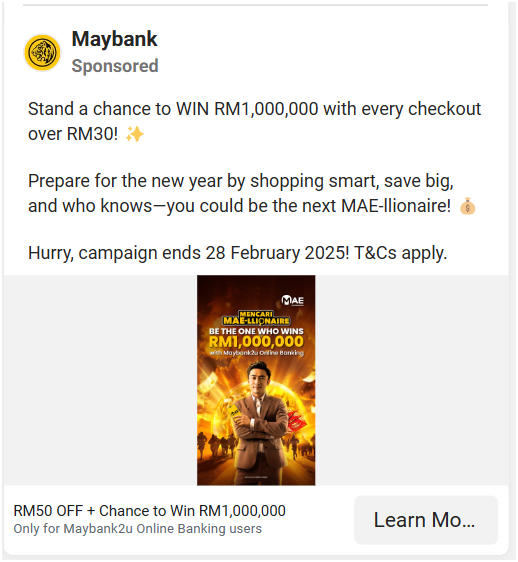 Maybank
Sponsored
Stand a chance to WIN RM1,000,000 with every checkout
over RM30! ✨
Prepare for the new year by shopping smart, save big,
and who knows—you could be the next MAE-llionaire! 💰
Hurry, campaign ends 28 February 2025! T&Cs apply.
MAE
MENCARI
MAE-LLIONAIRE
BE THE ONE WHO WINS
RM1,000,000
with Maybank2u Online Banking
RM50 OFF + Chance to Win RM1,000,000
Only for Maybank2u Online Banking users
Learn Mo...